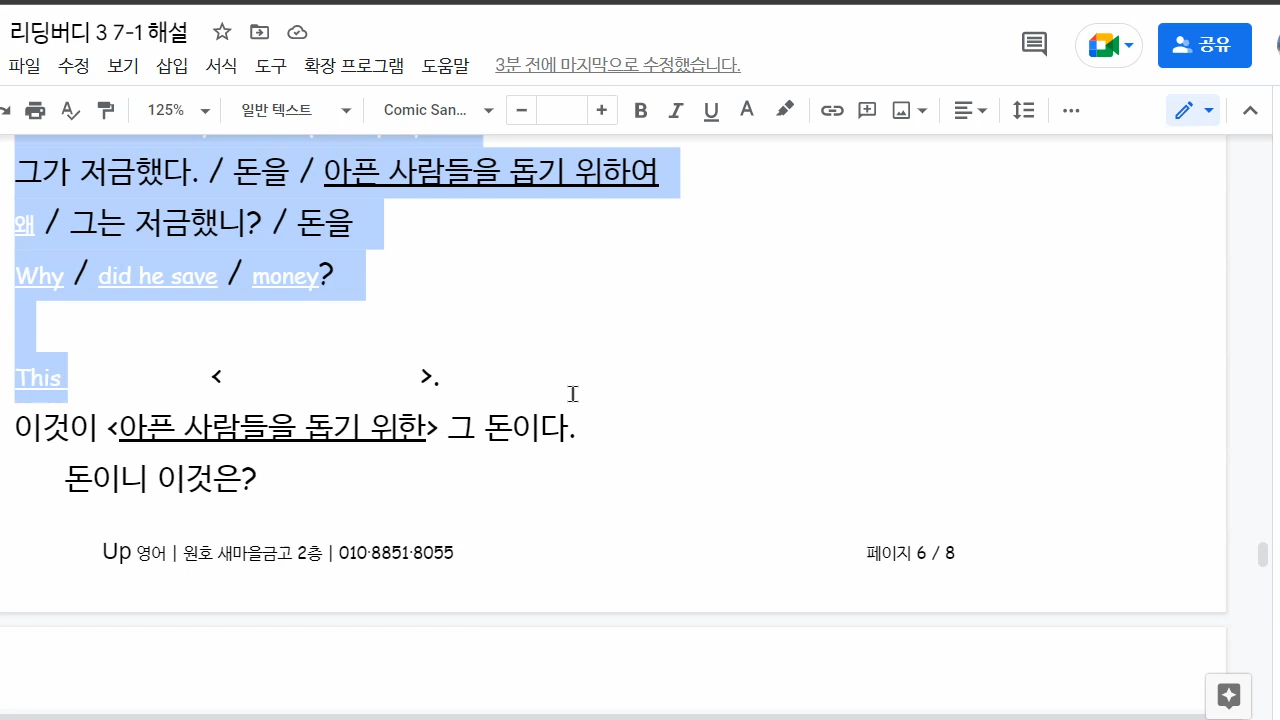 리딩버디 3 7-1 해설
파일 수정 보기 삽입 서식 도구 확장 프로그램 도움말 3분 전에 마지막으로 수정했습니다.
공유
125% 일반 텍스트 Comic San... − + B I U A
그가 저금했다. / 돈을 / 아픈 사람들을 돕기 위하여
왜 / 그는 저금했니? / 돈을
Why / did he save / money?
This < >.
이것이 <아픈 사람들을 돕기 위한> 그 돈이다.
돈이니 이것은?
Up 영어 | 원호 새마을금고 2층 | 010·8851·8055 페이지 6 / 8